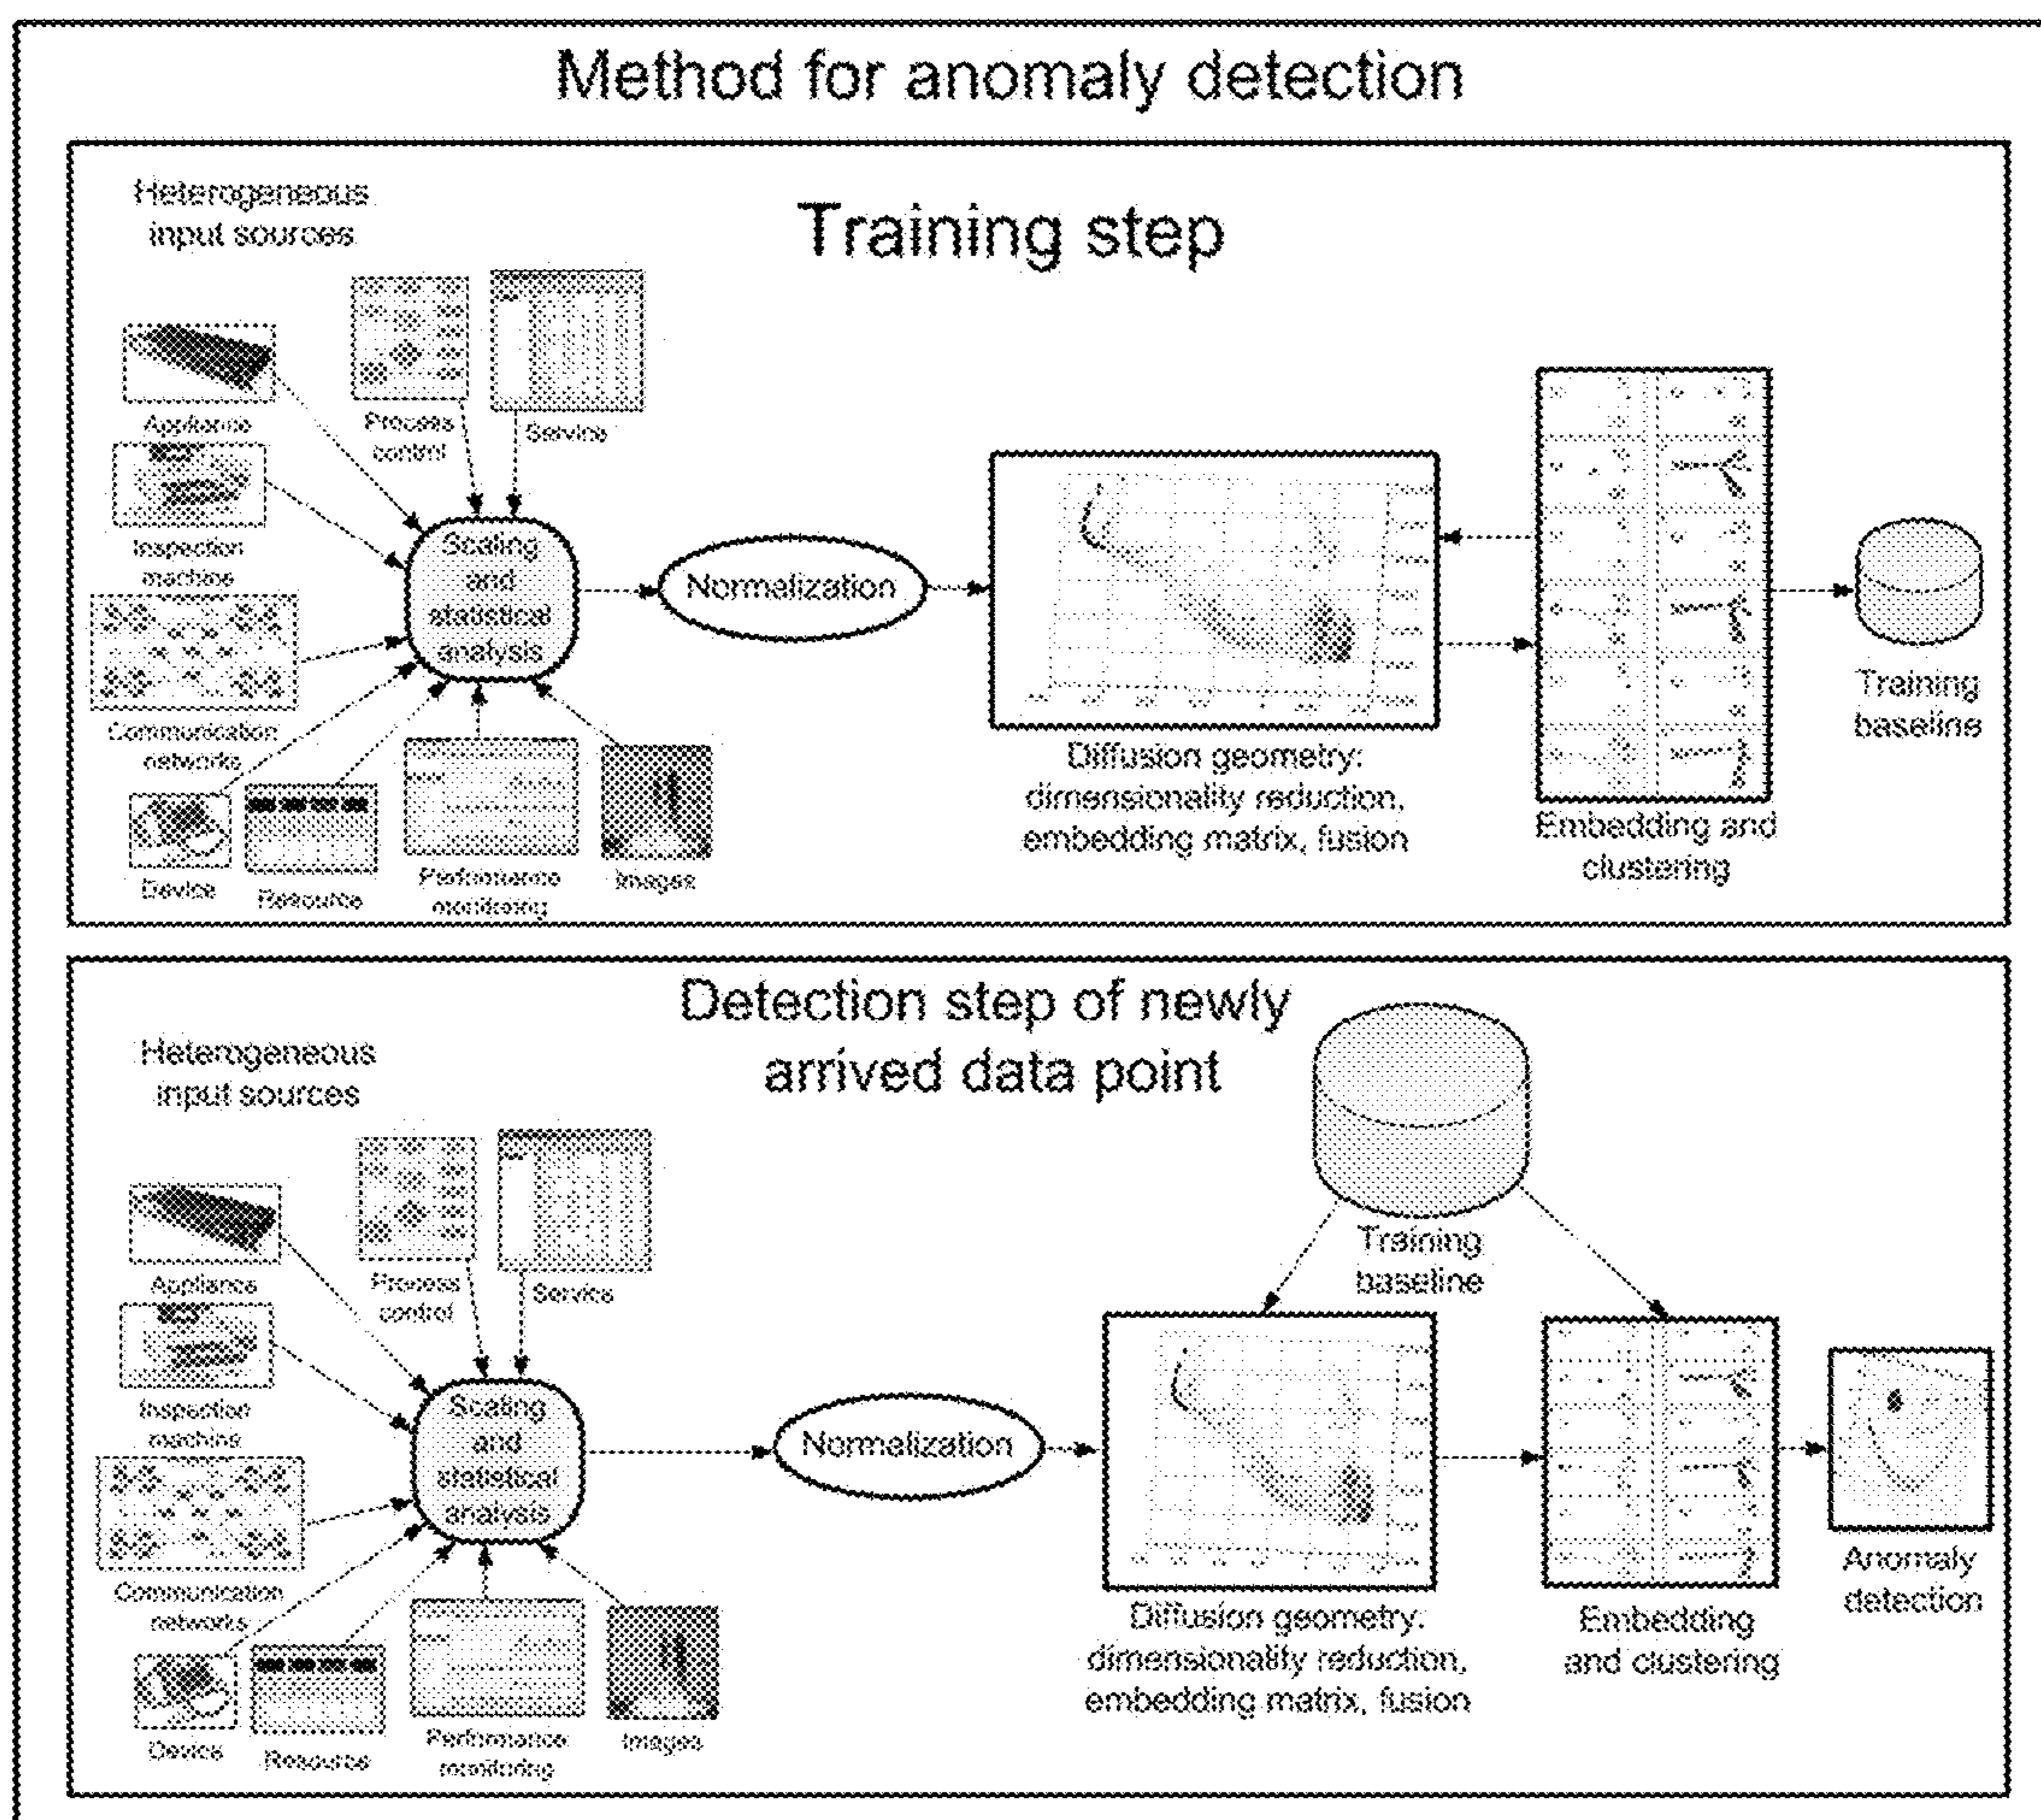 Method for anomaly detection
Heterogeneous
input sources
Training step
Appliance
Process
control
Service
Inspection
machine
Scaling
and
statistical
analysis
Normalization
Communication
networks
Device
Resource
Performance
monitoring
Images
Diffusion geometry:
dimensionality reduction,
embedding matrix, fusion
Embedding and
clustering
Training
baseline
Detection step of newly
arrived data point
Heterogeneous
input sources
Appliance
Process
control
Service
Inspection
machine
Scaling
and
statistical
analysis
Normalization
Communication
networks
Device
Resource
Performance
monitoring
Images
Training
baseline
Diffusion geometry:
dimensionality reduction,
embedding matrix, fusion
Embedding
and clustering
Anomaly
detection